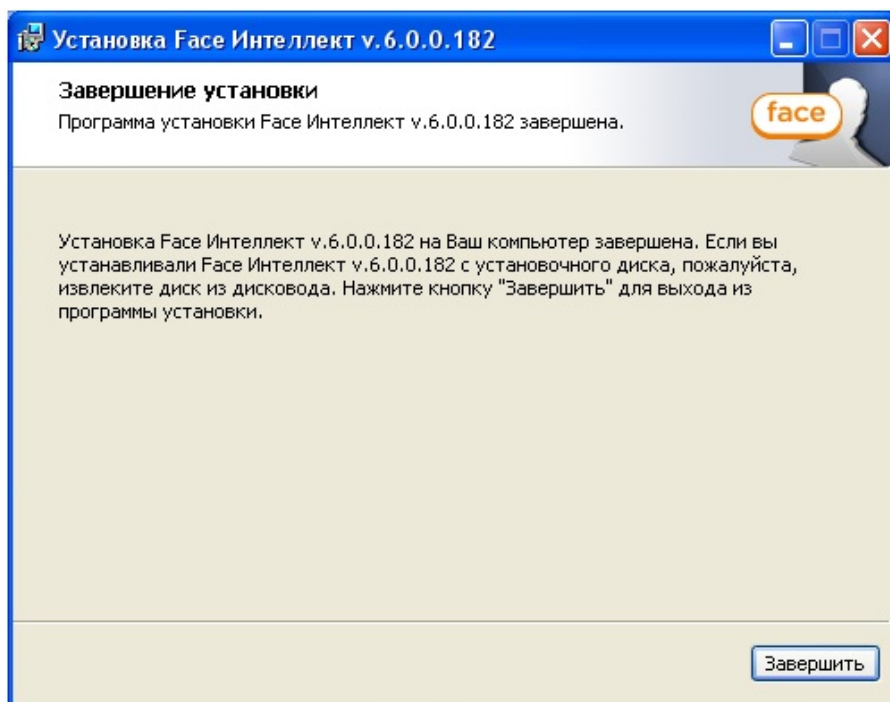 Установка Face Интеллект v.6.0.0.182
Завершение установки
Программа установки Face Интеллект v.6.0.0.182 завершена.
face
Установка Face Интеллект v.6.0.0.182 на Ваш компьютер завершена. Если вы
устанавливали Face Интеллект v.6.0.0.182 с установочного диска, пожалуйста,
извлеките диск из дисковода. Нажмите кнопку "Завершить" для выхода из
программы установки.
Завершить